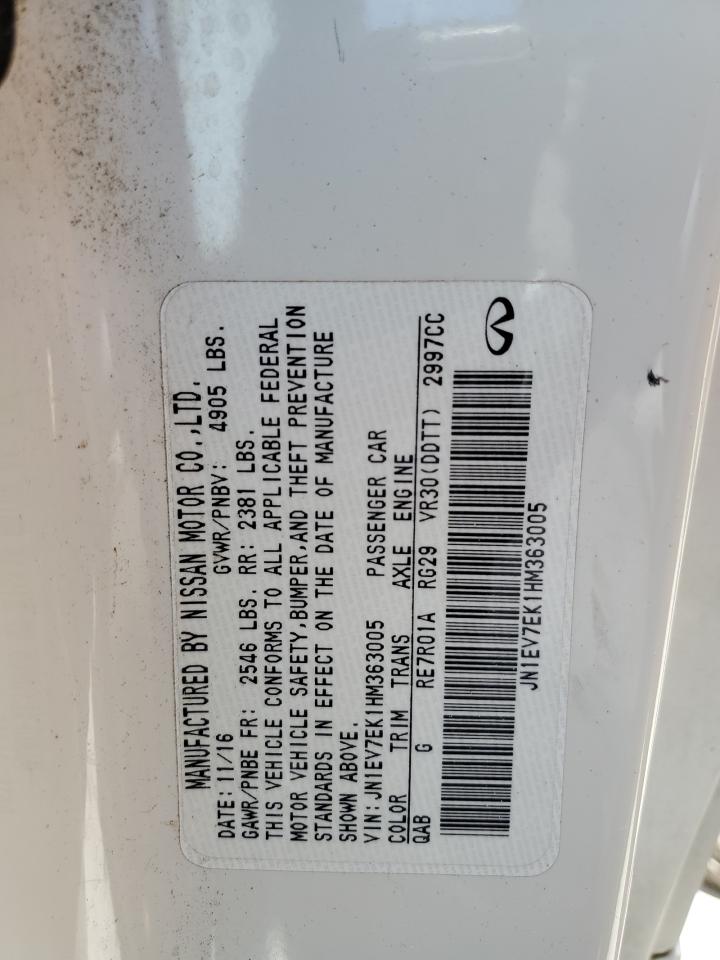 MANUFACTURED BY NISSAN MOTOR CO.,LTD.
DATE: 11/16 GVWR/PNBV: 4905 LBS.
GAWR/PNBE FR: 2546 LBS. RR: 2381 LBS.
THIS VEHICLE CONFORMS TO ALL APPLICABLE FEDERAL
MOTOR VEHICLE SAFETY,BUMPER,AND THEFT PREVENTION
STANDARDS IN EFFECT ON THE DATE OF MANUFACTURE
SHOWN ABOVE.
VIN:JN1EV7EK1HM363005 PASSENGER CAR
COLOR TRIM TRANS AXLE ENGINE
QAB G RE7R01A RG29 VR30(DDTT) 2997CC
JN1EV7EK1HM363005